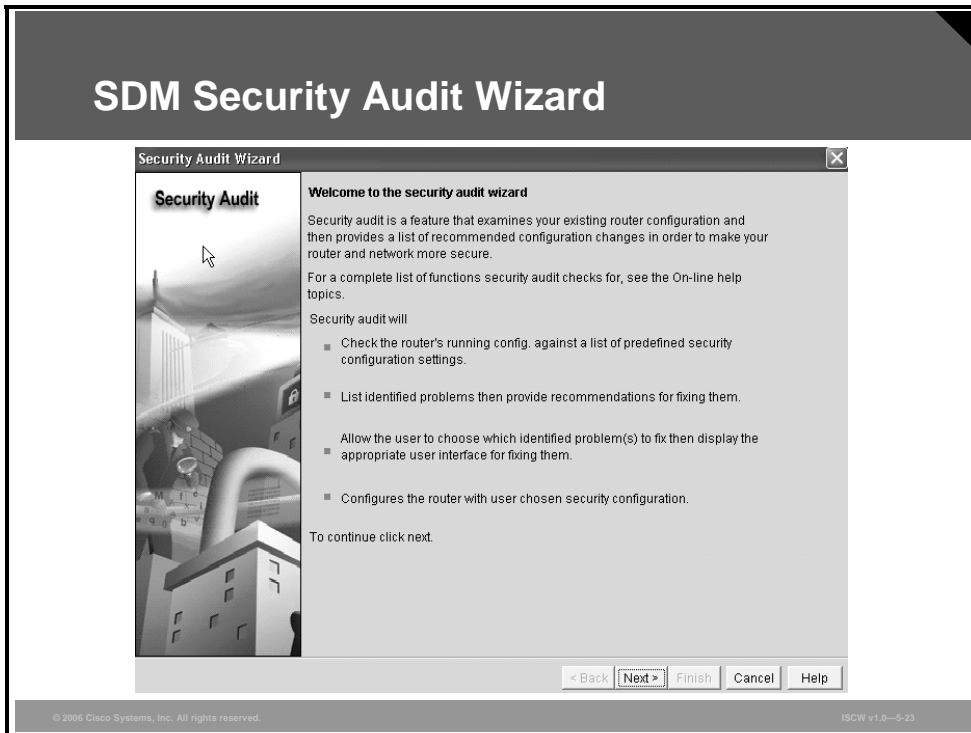 SDM Security Audit Wizard
Security Audit Wizard
Security Audit
Welcome to the security audit wizard
Security audit is a feature that examines your existing router configuration and
then provides a list of recommended configuration changes in order to make your
router and network more secure.
For a complete list of functions security audit checks for, see the On-line help
topics.
Security audit will
Check the router's running config. against a list of predefined security
configuration settings.
List identified problems then provide recommendations for fixing them.
Allow the user to choose which identified problem(s) to fix then display the
appropriate user interface for fixing them.
Configures the router with user chosen security configuration.
To continue click next.
< Back Next > Finish Cancel Help
© 2006 Cisco Systems, Inc. All rights reserved. ISCW v1.0—5-23